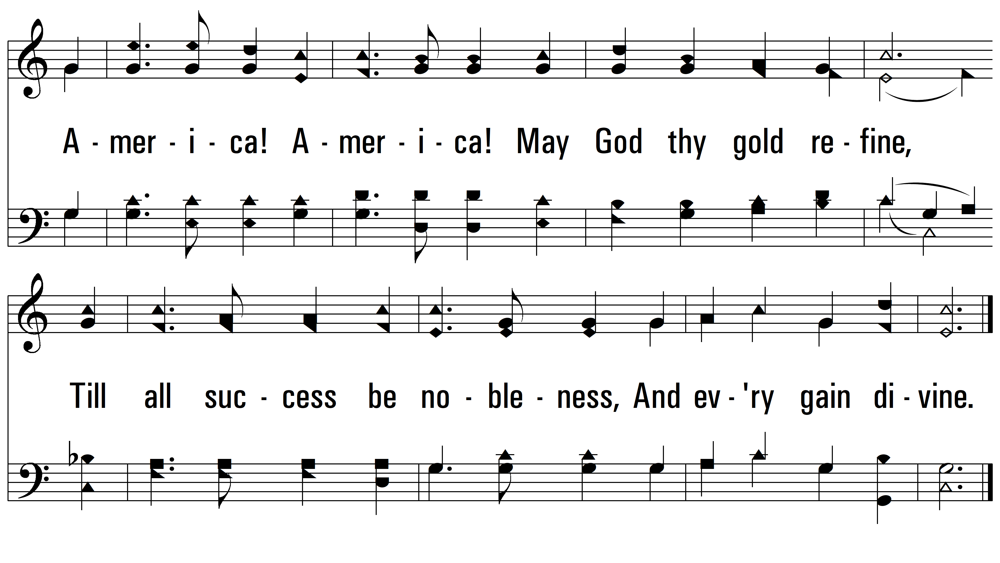 A - mer - i - ca! A - mer - i - ca! May God thy gold re - fine,
Till all suc - cess be no - ble - ness, And ev - 'ry gain di - vine.